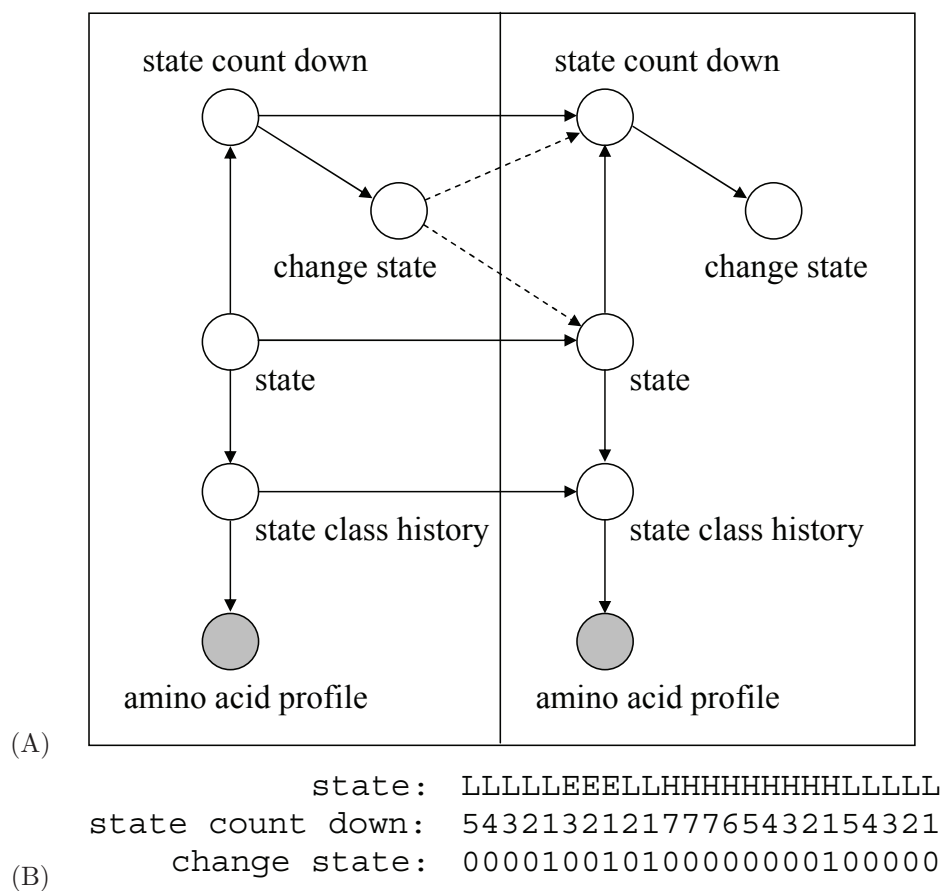 state count down
state count down
change state
change state
state
state
state class history
state class history
amino acid profile
amino acid profile
(A)
state: LLLLLEEELLHHHHHHHHHLLLLL
state count down: 543213212177765432154321
change state: 000010010100000000100000
(B)